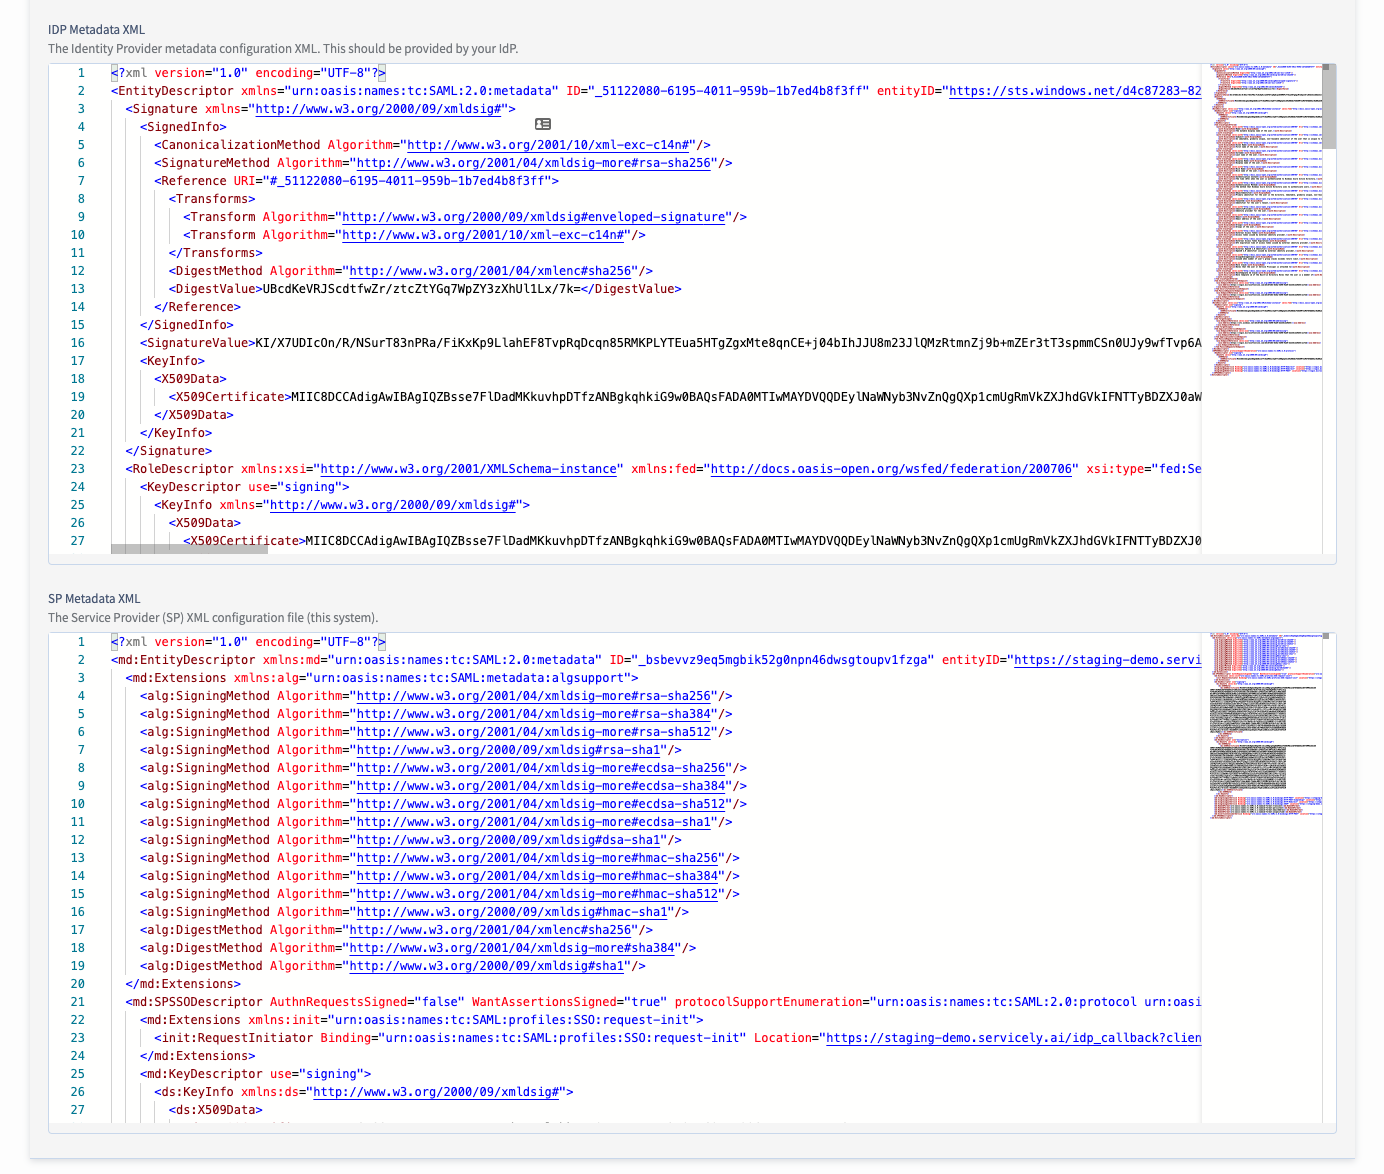 IDP Metadata XML
The Identity Provider metadata configuration XML. This should be provided by your IdP.
1 <?xml version="1.0" encoding="UTF-8"?>
2 <EntityDescriptor xmlns="urn:oasis:names:tc:SAML:2.0:metadata" ID="_51122080-6195-4011-959b-1b7ed4b8f3ff" entityID="https://sts.windows.net/d4c87283-82
3 <Signature xmlns="http://www.w3.org/2000/09/xmldsig#">
4 <SignedInfo>
5 <CanonicalizationMethod Algorithm="http://www.w3.org/2001/10/xml-exc-c14n#"/>
6 <SignatureMethod Algorithm="http://www.w3.org/2001/04/xmldsig-more#rsa-sha256"/>
7 <Reference URI="#_51122080-6195-4011-959b-1b7ed4b8f3ff">
8 <Transforms>
9 <Transform Algorithm="http://www.w3.org/2000/09/xmldsig#enveloped-signature"/>
10 <Transform Algorithm="http://www.w3.org/2001/10/xml-exc-c14n#"/>
11 </Transforms>
12 <DigestMethod Algorithm="http://www.w3.org/2001/04/xmlenc#sha256"/>
13 <DigestValue>UBcdKeVRJScdtfwZr/ztcZtYGq7WpZY3zXhUl1Lx/7k=</DigestValue>
14 </Reference>
15 </SignedInfo>
16 <SignatureValue>KI/X7UDIcOn/R/NSurT83nPRa/FiKxKp9LlahEF8TvpRqDcqn85RMKPLYTEua5HTgZgxMte8qnCE+j04bIhJJU8m23JlQMzRtmnZj9b+mZEr3tT3spmmCSn0UJy9wfTvp6A
17 <KeyInfo>
18 <X509Data>
19 <X509Certificate>MIIC8DCCAdigAwIBAgIQZBsse7FlDadMKkuvhpDTfzANBgkqhkiG9w0BAQsFADA0MTIwMAYDVQQDEylNaWNyb3NvZnQgQXp1cmUgRmVkZXJhdGVkIFNTTyBDZXJ0aW
20 </X509Data>
21 </KeyInfo>
22 </Signature>
23 <RoleDescriptor xmlns:xsi="http://www.w3.org/2001/XMLSchema-instance" xmlns:fed="http://docs.oasis-open.org/wsfed/federation/200706" xsi:type="fed:Se
24 <KeyDescriptor use="signing">
25 <KeyInfo xmlns="http://www.w3.org/2000/09/xmldsig#">
26 <X509Data>
27 <X509Certificate>MIIC8DCCAdigAwIBAgIQZBsse7FlDadMKkuvhpDTfzANBgkqhkiG9w0BAQsFADA0MTIwMAYDVQQDEylNaWNyb3NvZnQgQXp1cmUgRmVkZXJhdGVkIFNTTyBDZXJ0
SP Metadata XML
The Service Provider (SP) XML configuration file (this system).
1 <?xml version="1.0" encoding="UTF-8"?>
2 <md:EntityDescriptor xmlns:md="urn:oasis:names:tc:SAML:2.0:metadata" ID="_bsbevvz9eq5mgbik52g0npn46dwsgtoupv1fzga" entityID="https://staging-demo.servi
3 <md:Extensions xmlns:alg="urn:oasis:names:tc:SAML:metadata:algsupport">
4 <alg:SigningMethod Algorithm="http://www.w3.org/2001/04/xmldsig-more#rsa-sha256"/>
5 <alg:SigningMethod Algorithm="http://www.w3.org/2001/04/xmldsig-more#rsa-sha384"/>
6 <alg:SigningMethod Algorithm="http://www.w3.org/2001/04/xmldsig-more#rsa-sha512"/>
7 <alg:SigningMethod Algorithm="http://www.w3.org/2000/09/xmldsig#rsa-sha1"/>
8 <alg:SigningMethod Algorithm="http://www.w3.org/2001/04/xmldsig-more#ecdsa-sha256"/>
9 <alg:SigningMethod Algorithm="http://www.w3.org/2001/04/xmldsig-more#ecdsa-sha384"/>
10 <alg:SigningMethod Algorithm="http://www.w3.org/2001/04/xmldsig-more#ecdsa-sha512"/>
11 <alg:SigningMethod Algorithm="http://www.w3.org/2001/04/xmldsig-more#ecdsa-sha1"/>
12 <alg:SigningMethod Algorithm="http://www.w3.org/2000/09/xmldsig#dsa-sha1"/>
13 <alg:SigningMethod Algorithm="http://www.w3.org/2001/04/xmldsig-more#hmac-sha256"/>
14 <alg:SigningMethod Algorithm="http://www.w3.org/2001/04/xmldsig-more#hmac-sha384"/>
15 <alg:SigningMethod Algorithm="http://www.w3.org/2001/04/xmldsig-more#hmac-sha512"/>
16 <alg:SigningMethod Algorithm="http://www.w3.org/2000/09/xmldsig#hmac-sha1"/>
17 <alg:DigestMethod Algorithm="http://www.w3.org/2001/04/xmlenc#sha256"/>
18 <alg:DigestMethod Algorithm="http://www.w3.org/2001/04/xmldsig-more#sha384"/>
19 <alg:DigestMethod Algorithm="http://www.w3.org/2000/09/xmldsig#sha1"/>
20 </md:Extensions>
21 <md:SPSSODescriptor AuthnRequestsSigned="false" WantAssertionsSigned="true" protocolSupportEnumeration="urn:oasis:names:tc:SAML:2.0:protocol urn:oasi
22 <md:Extensions xmlns:init="urn:oasis:names:tc:SAML:profiles:SSO:request-init">
23 <init:RequestInitiator Binding="urn:oasis:names:tc:SAML:profiles:SSO:request-init" Location="https://staging-demo.servicely.ai/idp_callback?clien
24 </md:Extensions>
25 <md:KeyDescriptor use="signing">
26 <ds:KeyInfo xmlns:ds="http://www.w3.org/2000/09/xmldsig#">
27 <ds:X509Data>